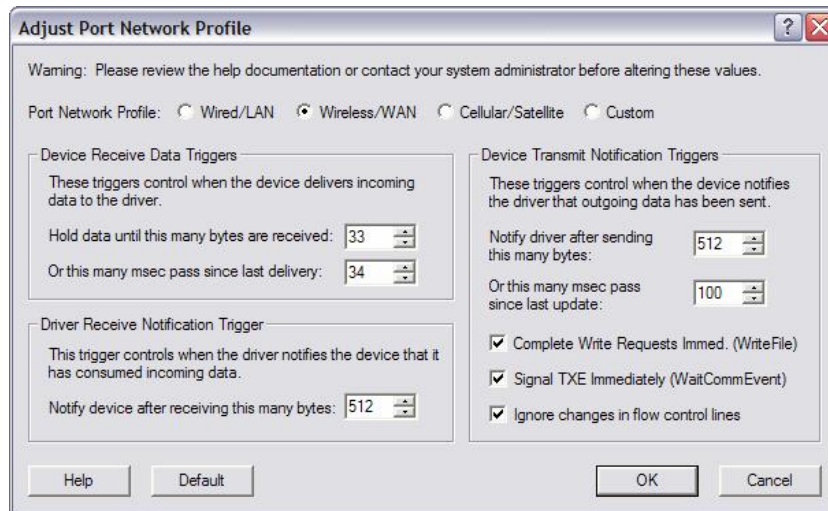 Adjust Port Network Profile
Warning: Please review the help documentation or contact your system administrator before altering these values.
Port Network Profile: Wired/LAN Wireless/WAN Cellular/Satellite Custom
Device Receive Data Triggers
These triggers control when the device delivers incoming
data to the driver.
Hold data until this many bytes are received: 33
Or this many msec pass since last delivery: 34
Driver Receive Notification Trigger
This trigger controls when the driver notifies the device that it
has consumed incoming data.
Notify device after receiving this many bytes: 512
Device Transmit Notification Triggers
These triggers control when the device notifies
the driver that outgoing data has been sent.
Notify driver after sending
this many bytes: 512
Or this many msec pass
since last update: 100
Complete Write Requests Immed. (WriteFile)
Signal TXE Immediately (WaitCommEvent)
Ignore changes in flow control lines
Help Default OK Cancel